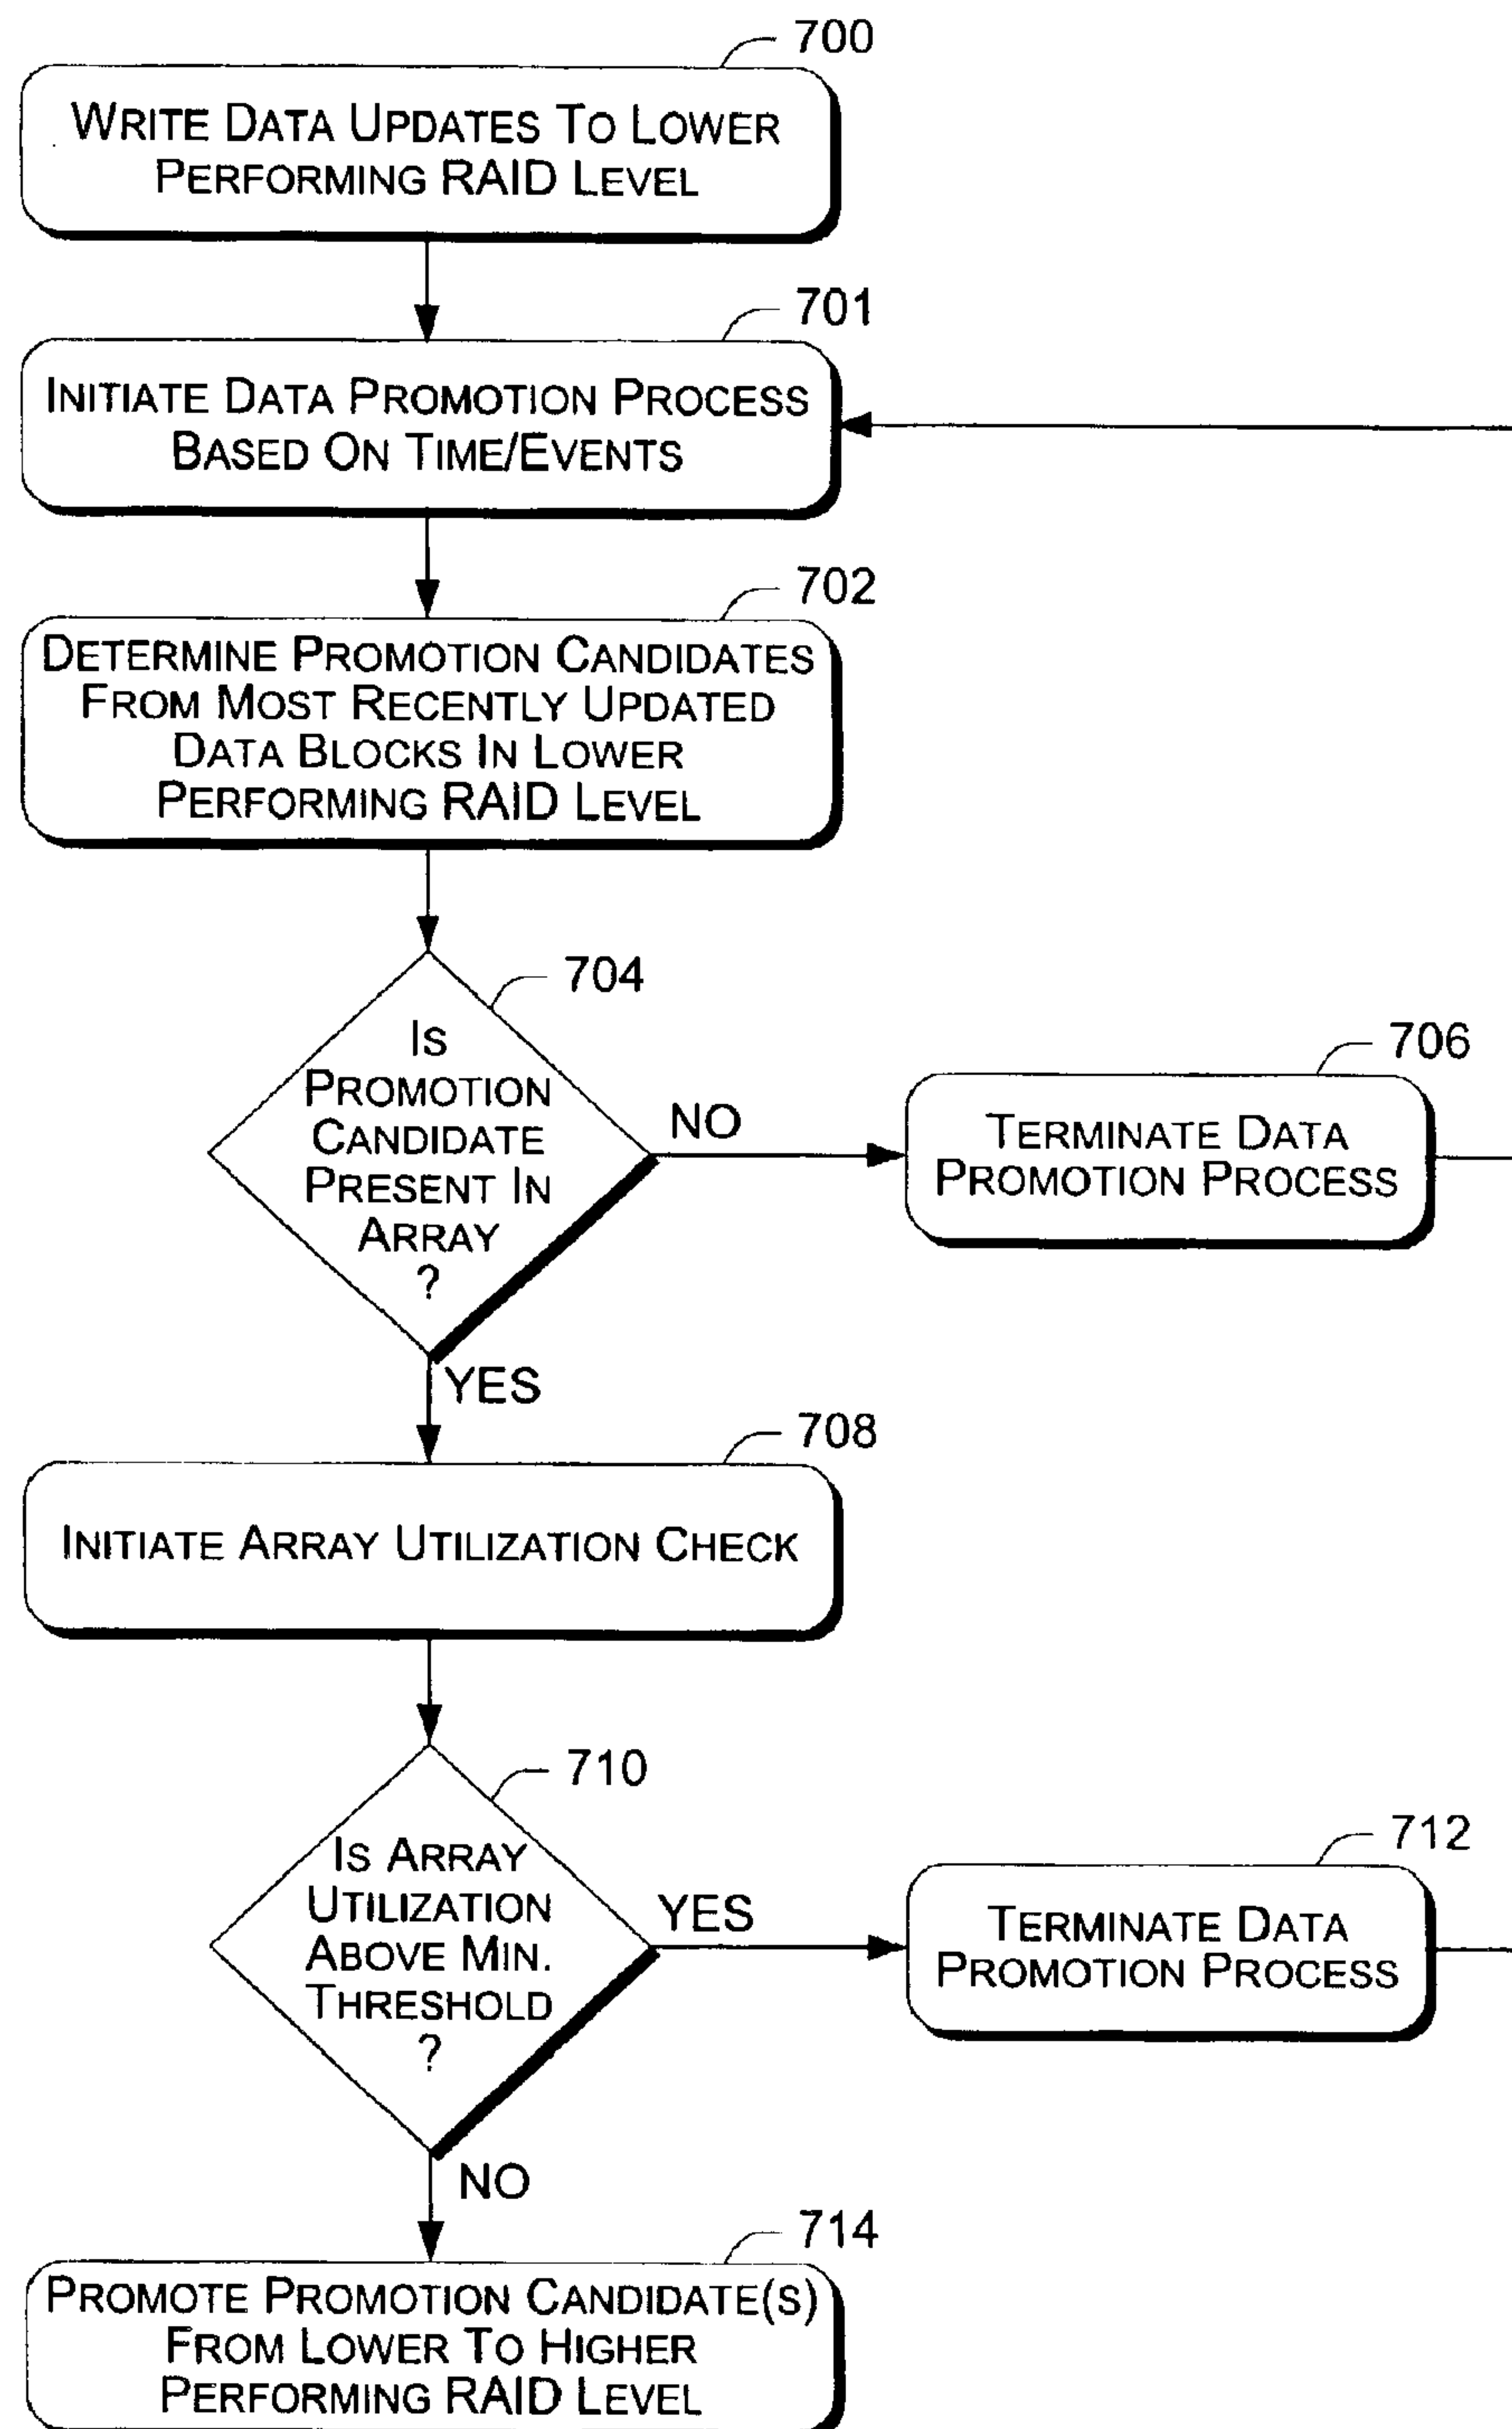 700
WRITE DATA UPDATES TO LOWER
PERFORMING RAID LEVEL
701
INITIATE DATA PROMOTION PROCESS
BASED ON TIME/EVENTS
702
DETERMINE PROMOTION CANDIDATES
FROM MOST RECENTLY UPDATED
DATA BLOCKS IN LOWER
PERFORMING RAID LEVEL
704
IS
PROMOTION
CANDIDATE
PRESENT IN
ARRAY
?
NO
706
TERMINATE DATA
PROMOTION PROCESS
YES
708
INITIATE ARRAY UTILIZATION CHECK
710
IS ARRAY
UTILIZATION
ABOVE MIN.
THRESHOLD
?
YES
712
TERMINATE DATA
PROMOTION PROCESS
NO
714
PROMOTE PROMOTION CANDIDATE(S)
FROM LOWER TO HIGHER
PERFORMING RAID LEVEL